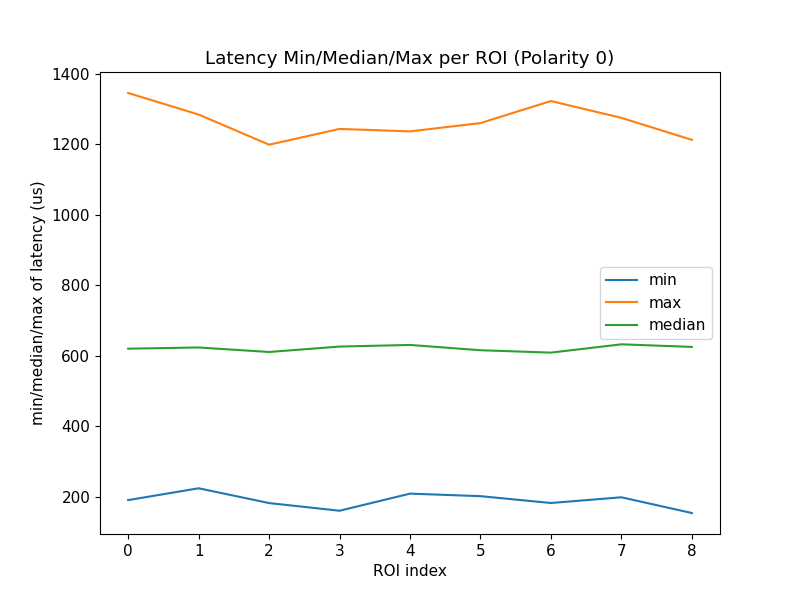 Latency Min/Median/Max per ROI (Polarity 0)
min/median/max of latency (us)
1400
1200
1000
800
600
400
200
min
max
median
0 1 2 3 4 5 6 7 8
ROI index